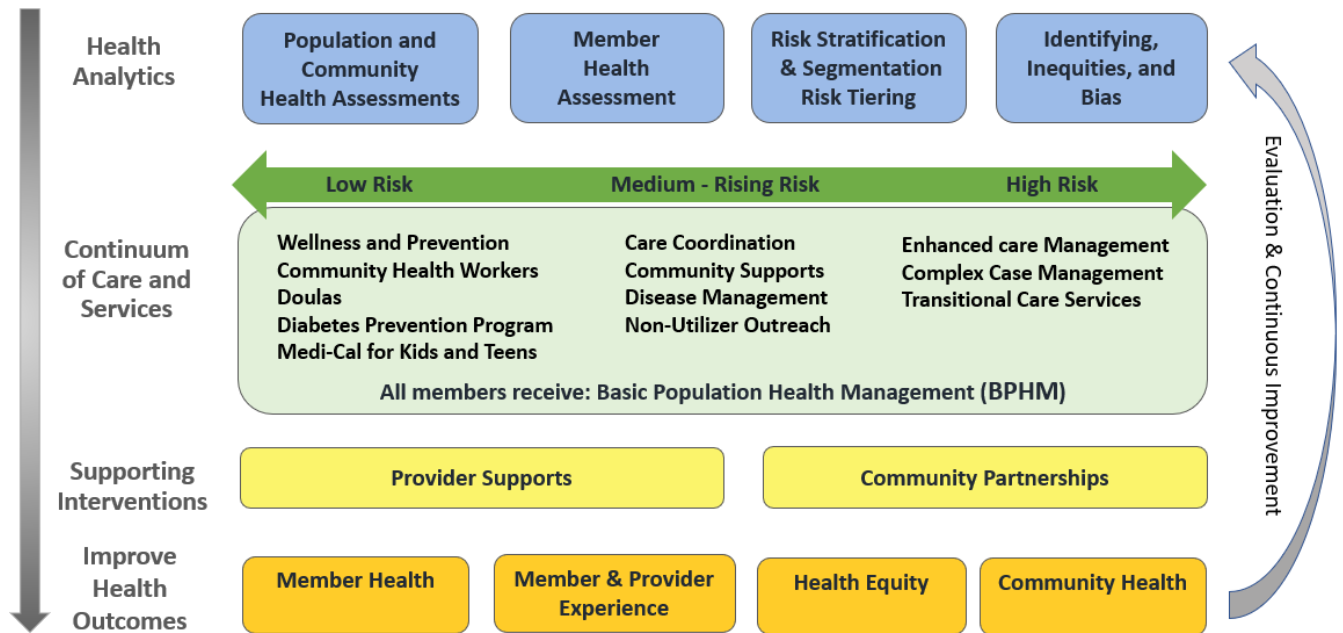 Health
Analytics
Population and
Community
Health Assessments
Member
Health
Assessment
Risk Stratification
& Segmentation
Risk Tiering
Identifying,
Inequities, and
Bias
Low Risk
Medium - Rising Risk
High Risk
Continuum
of Care and
Services
Wellness and Prevention
Community Health Workers
Doulas
Diabetes Prevention Program
Medi-Cal for Kids and Teens
Care Coordination
Community Supports
Disease Management
Non-Utilizer Outreach
Enhanced care Management
Complex Case Management
Transitional Care Services
All members receive: Basic Population Health Management (BPHM)
Supporting
Interventions
Provider Supports
Community Partnerships
Improve
Health
Outcomes
Member Health
Member & Provider
Experience
Health Equity
Community Health
Evaluation & Continuous Improvement